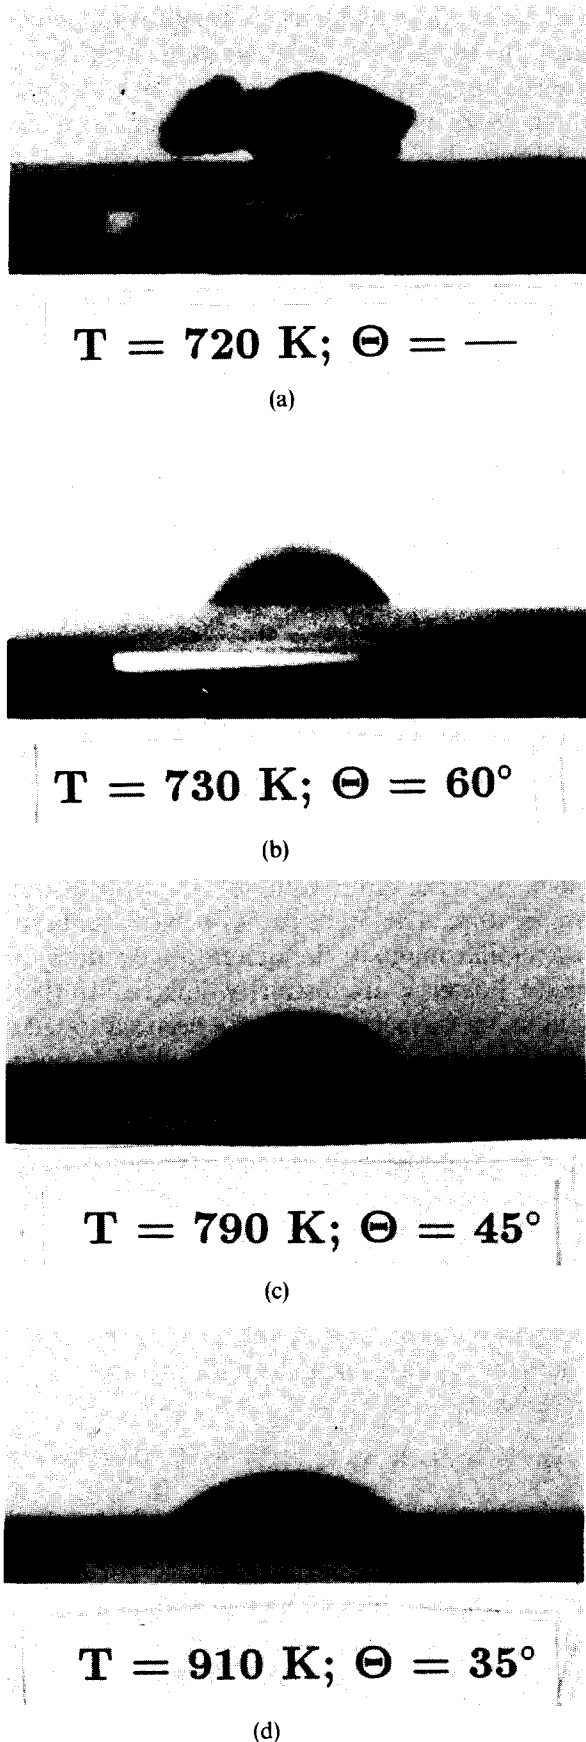 T = 720 K; Θ = —
(a)
T = 730 K; Θ = 60°
(b)
T = 790 K; Θ = 45°
(c)
T = 910 K; Θ = 35°
(d)